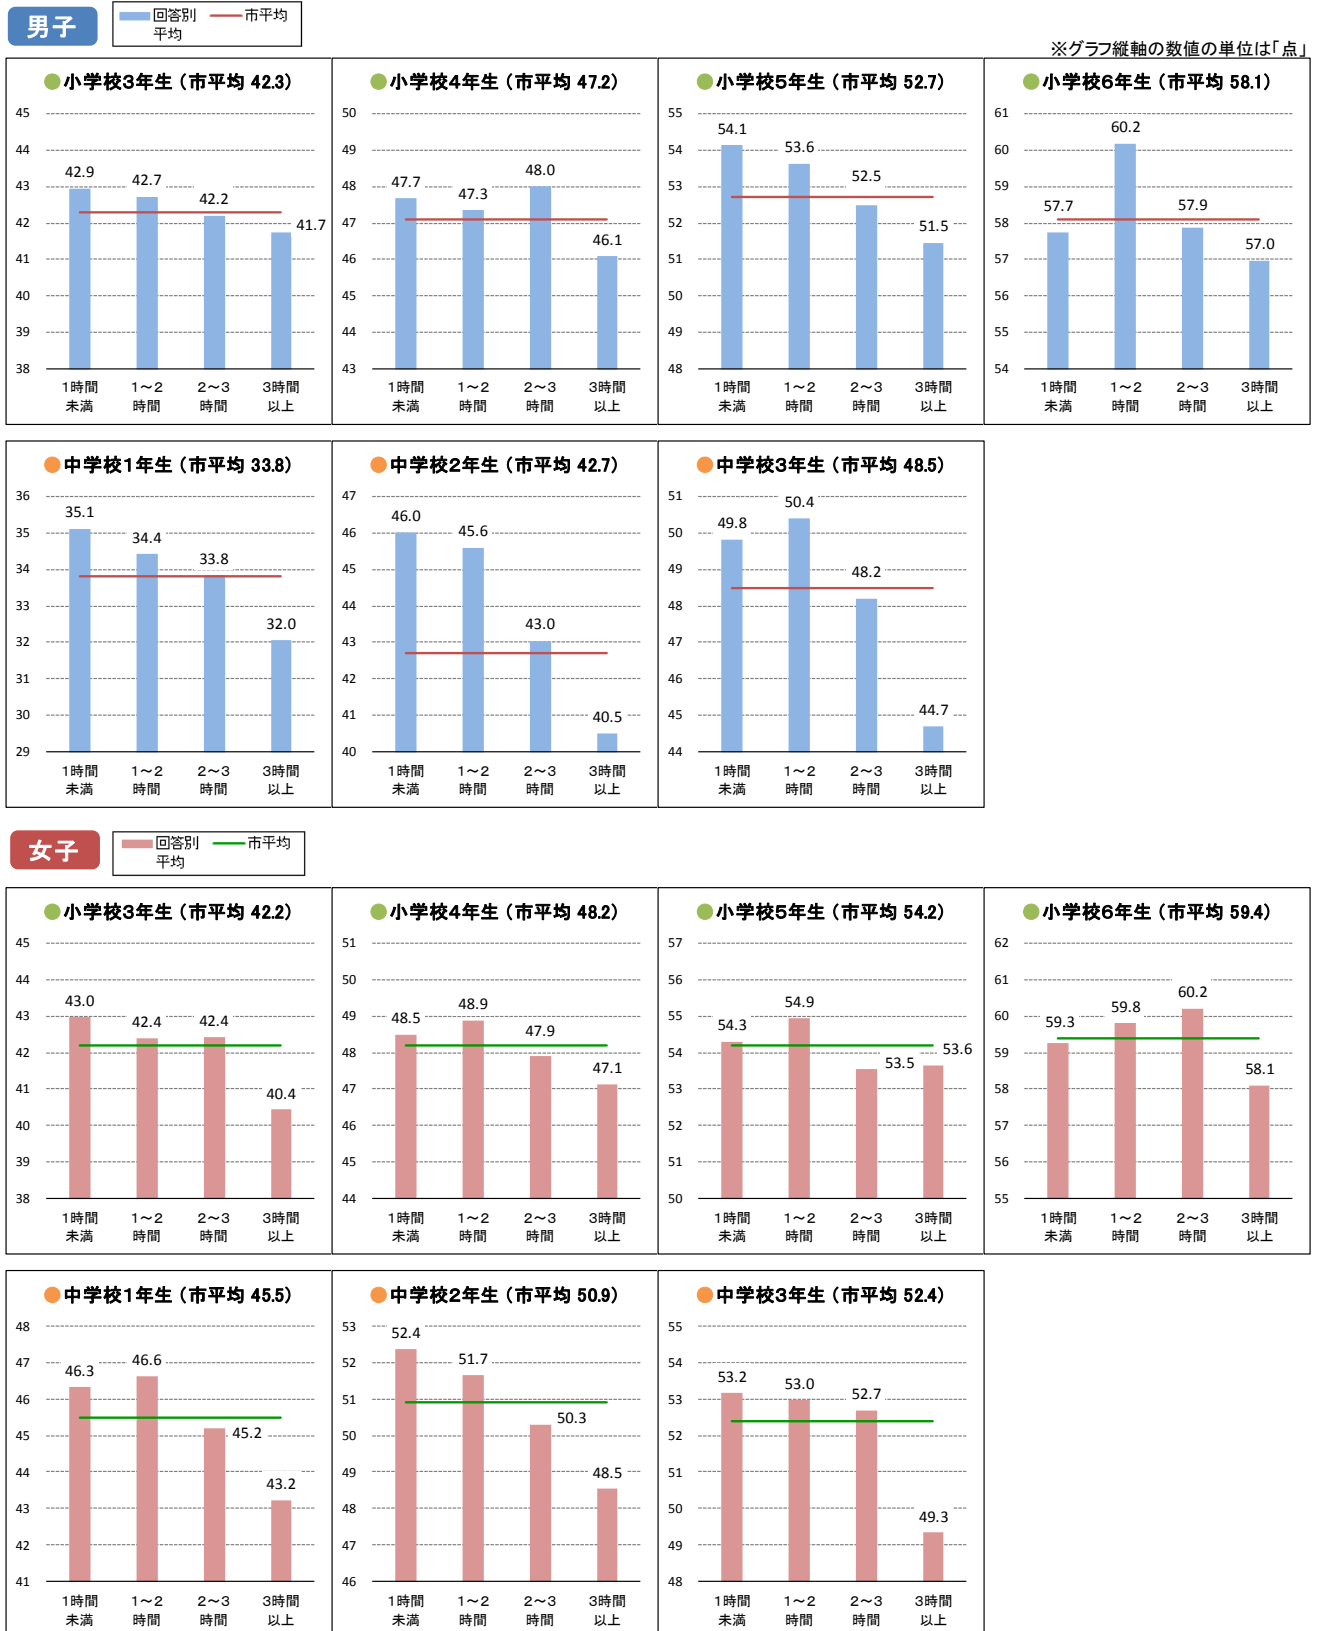 男子
回答別
平均
市平均
※グラフ縦軸の数値の単位は「点」
●小学校3年生（市平均 42.3）
45
44
43
42
41
40
39
38
42.9
42.7
42.2
41.7
1時間
未満
1～2
時間
2～3
時間
3時間
以上
●小学校4年生（市平均 47.2）
50
49
48
47
46
45
44
43
47.7
47.3
48.0
46.1
1時間
未満
1～2
時間
2～3
時間
3時間
以上
●小学校5年生（市平均 52.7）
55
54
53
52
51
50
49
48
54.1
53.6
52.5
51.5
1時間
未満
1～2
時間
2～3
時間
3時間
以上
●小学校6年生（市平均 58.1）
61
60
59
58
57
56
55
54
57.7
60.2
57.9
57.0
1時間
未満
1～2
時間
2～3
時間
3時間
以上
●中学校1年生（市平均 33.8）
36
35
34
33
32
31
30
29
35.1
34.4
33.8
32.0
1時間
未満
1～2
時間
2～3
時間
3時間
以上
●中学校2年生（市平均 42.7）
47
46
45
44
43
42
41
40
46.0
45.6
43.0
40.5
1時間
未満
1～2
時間
2～3
時間
3時間
以上
●中学校3年生（市平均 48.5）
51
50
49
48
47
46
45
44
49.8
50.4
48.2
44.7
1時間
未満
1～2
時間
2～3
時間
3時間
以上
女子
回答別
平均
市平均
●小学校3年生（市平均 42.2）
45
44
43
42
41
40
39
38
43.0
42.4
42.4
40.4
1時間
未満
1～2
時間
2～3
時間
3時間
以上
●小学校4年生（市平均 48.2）
51
50
49
48
47
46
45
44
48.5
48.9
47.9
47.1
1時間
未満
1～2
時間
2～3
時間
3時間
以上
●小学校5年生（市平均 54.2）
57
56
55
54
53
52
51
50
54.3
54.9
53.5
53.6
1時間
未満
1～2
時間
2～3
時間
3時間
以上
●小学校6年生（市平均 59.4）
62
61
60
59
58
57
56
55
59.3
59.8
60.2
58.1
1時間
未満
1～2
時間
2～3
時間
3時間
以上
●中学校1年生（市平均 45.5）
48
47
46
45
44
43
42
41
46.3
46.6
45.2
43.2
1時間
未満
1～2
時間
2～3
時間
3時間
以上
●中学校2年生（市平均 50.9）
53
52
51
50
49
48
47
46
52.4
51.7
50.3
48.5
1時間
未満
1～2
時間
2～3
時間
3時間
以上
●中学校3年生（市平均 52.4）
55
54
53
52
51
50
49
48
53.2
53.0
52.7
49.3
1時間
未満
1～2
時間
2～3
時間
3時間
以上